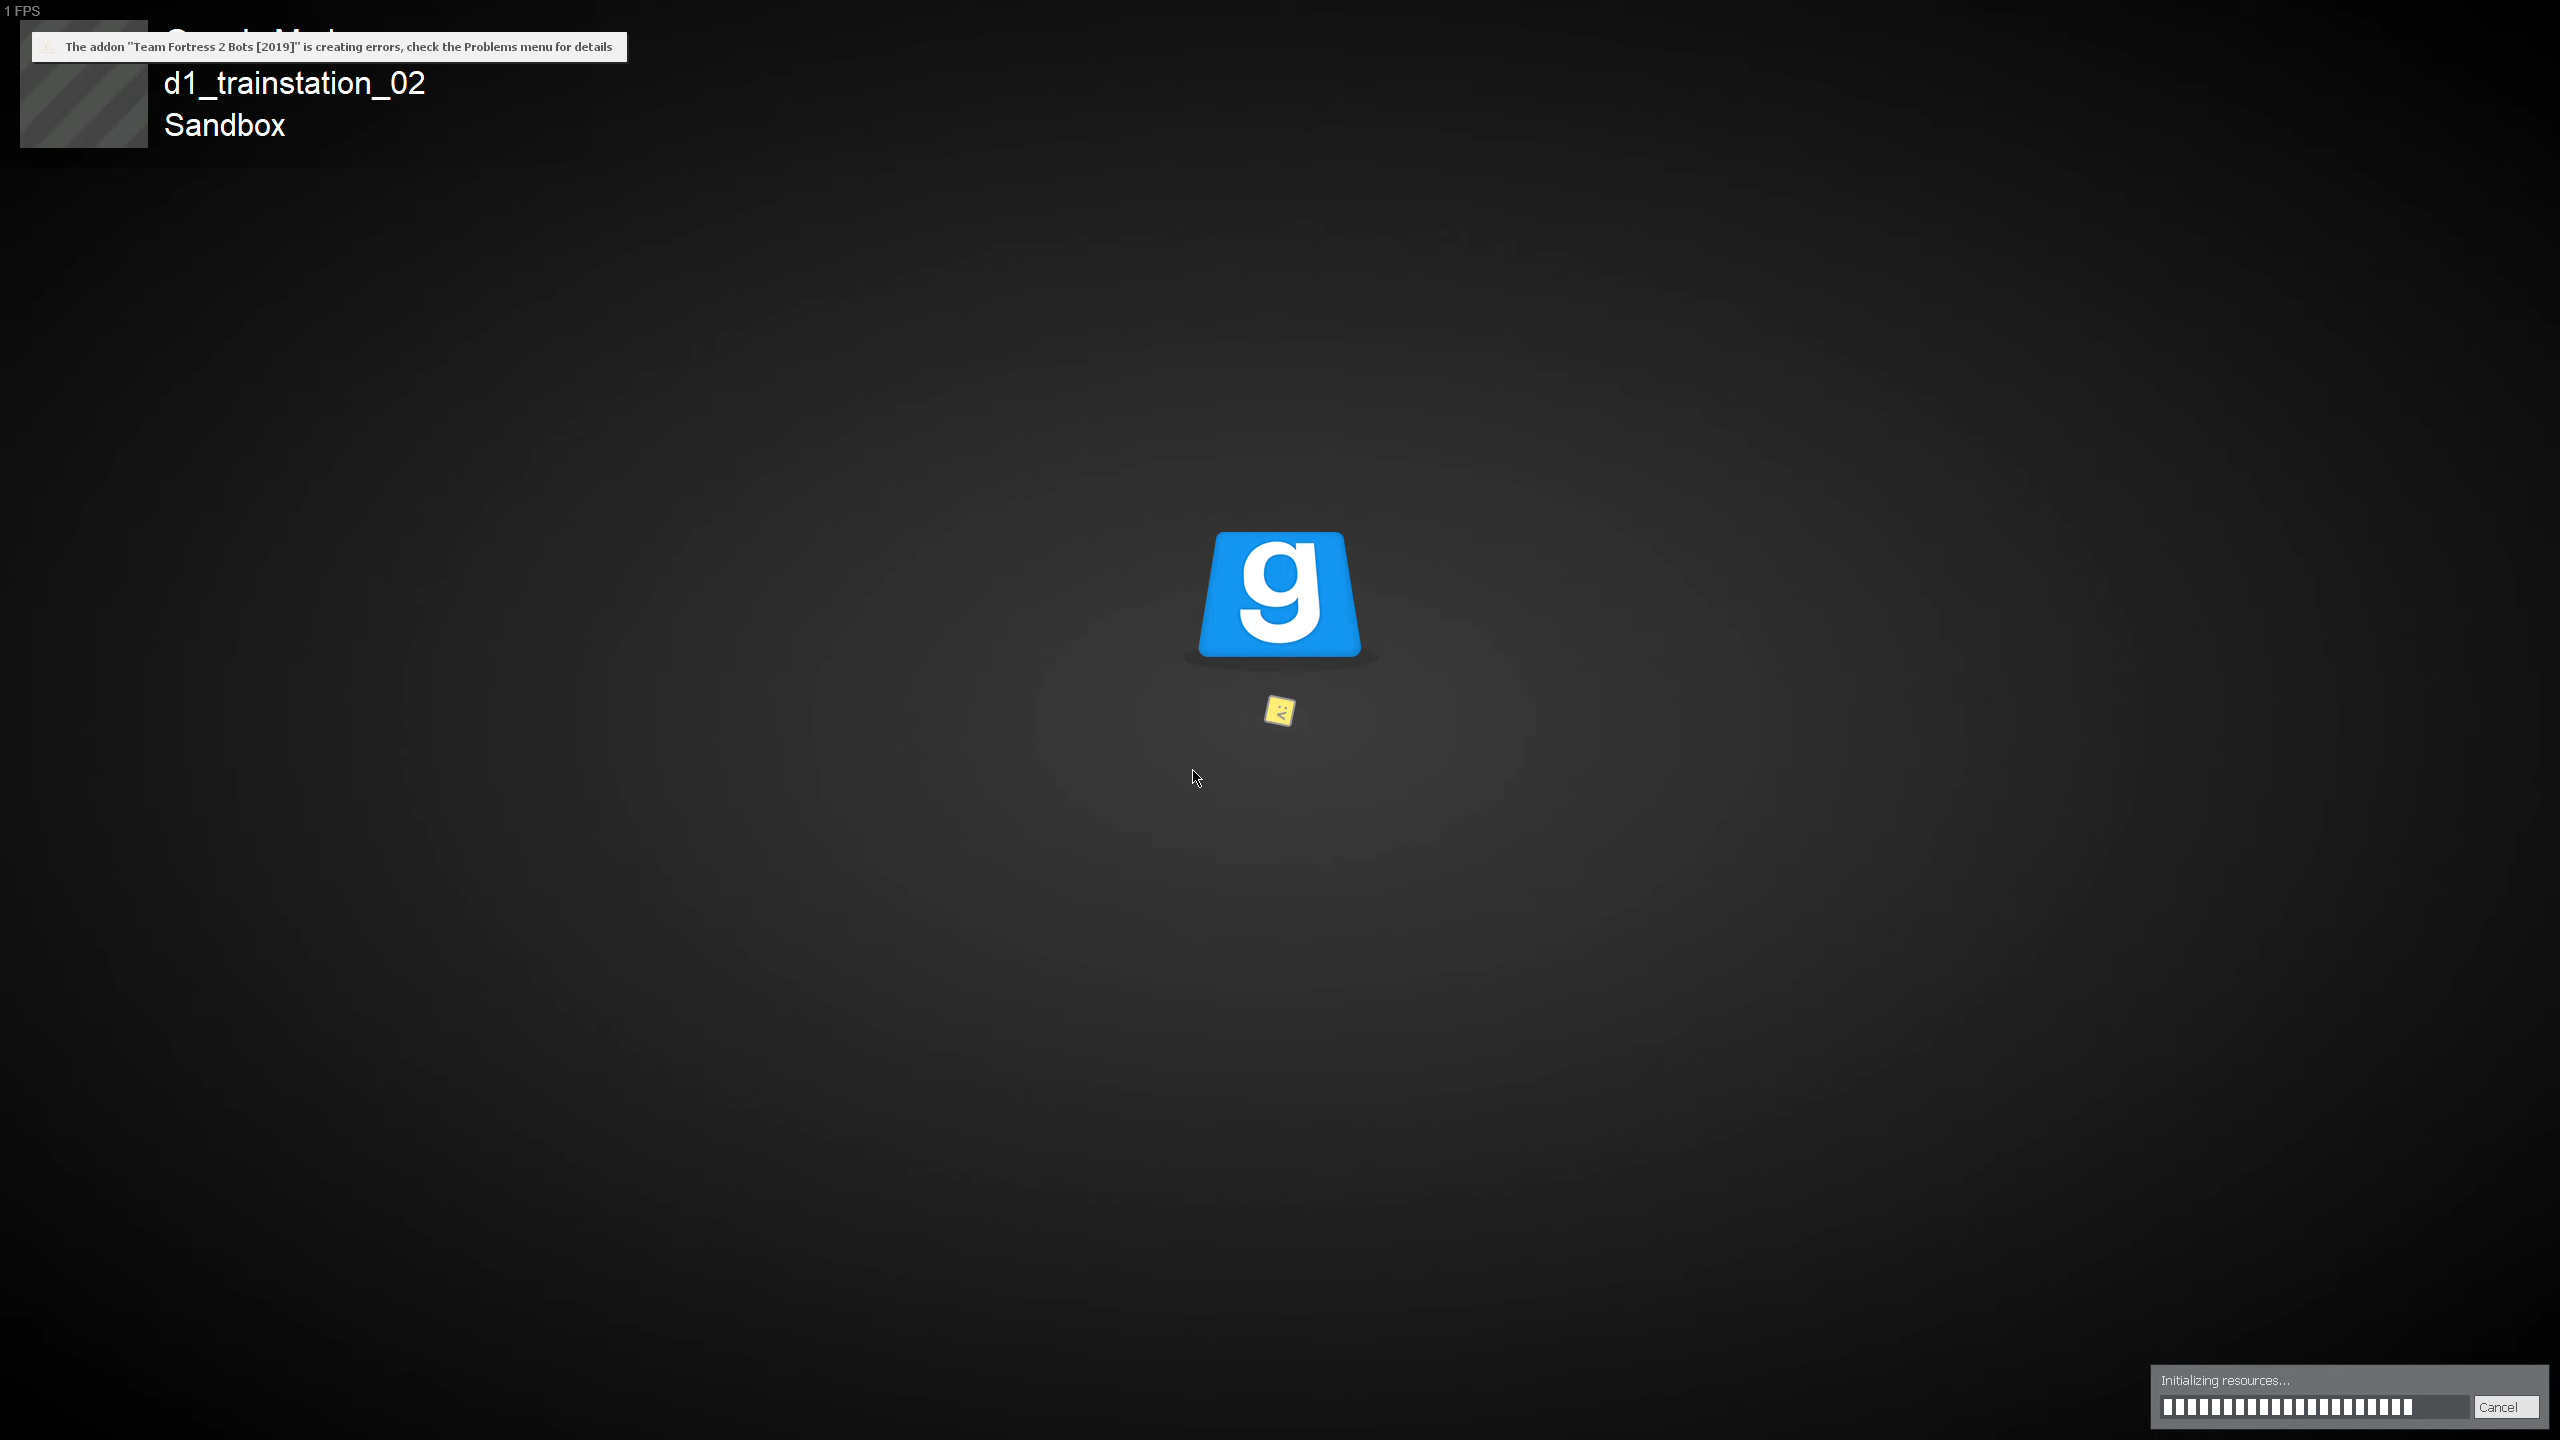 1 FPS
The addon "Team Fortress 2 Bots [2019]" is creating errors, check the Problems menu for details
d1_trainstation_02
Sandbox
g
Initializing resources...
Cancel